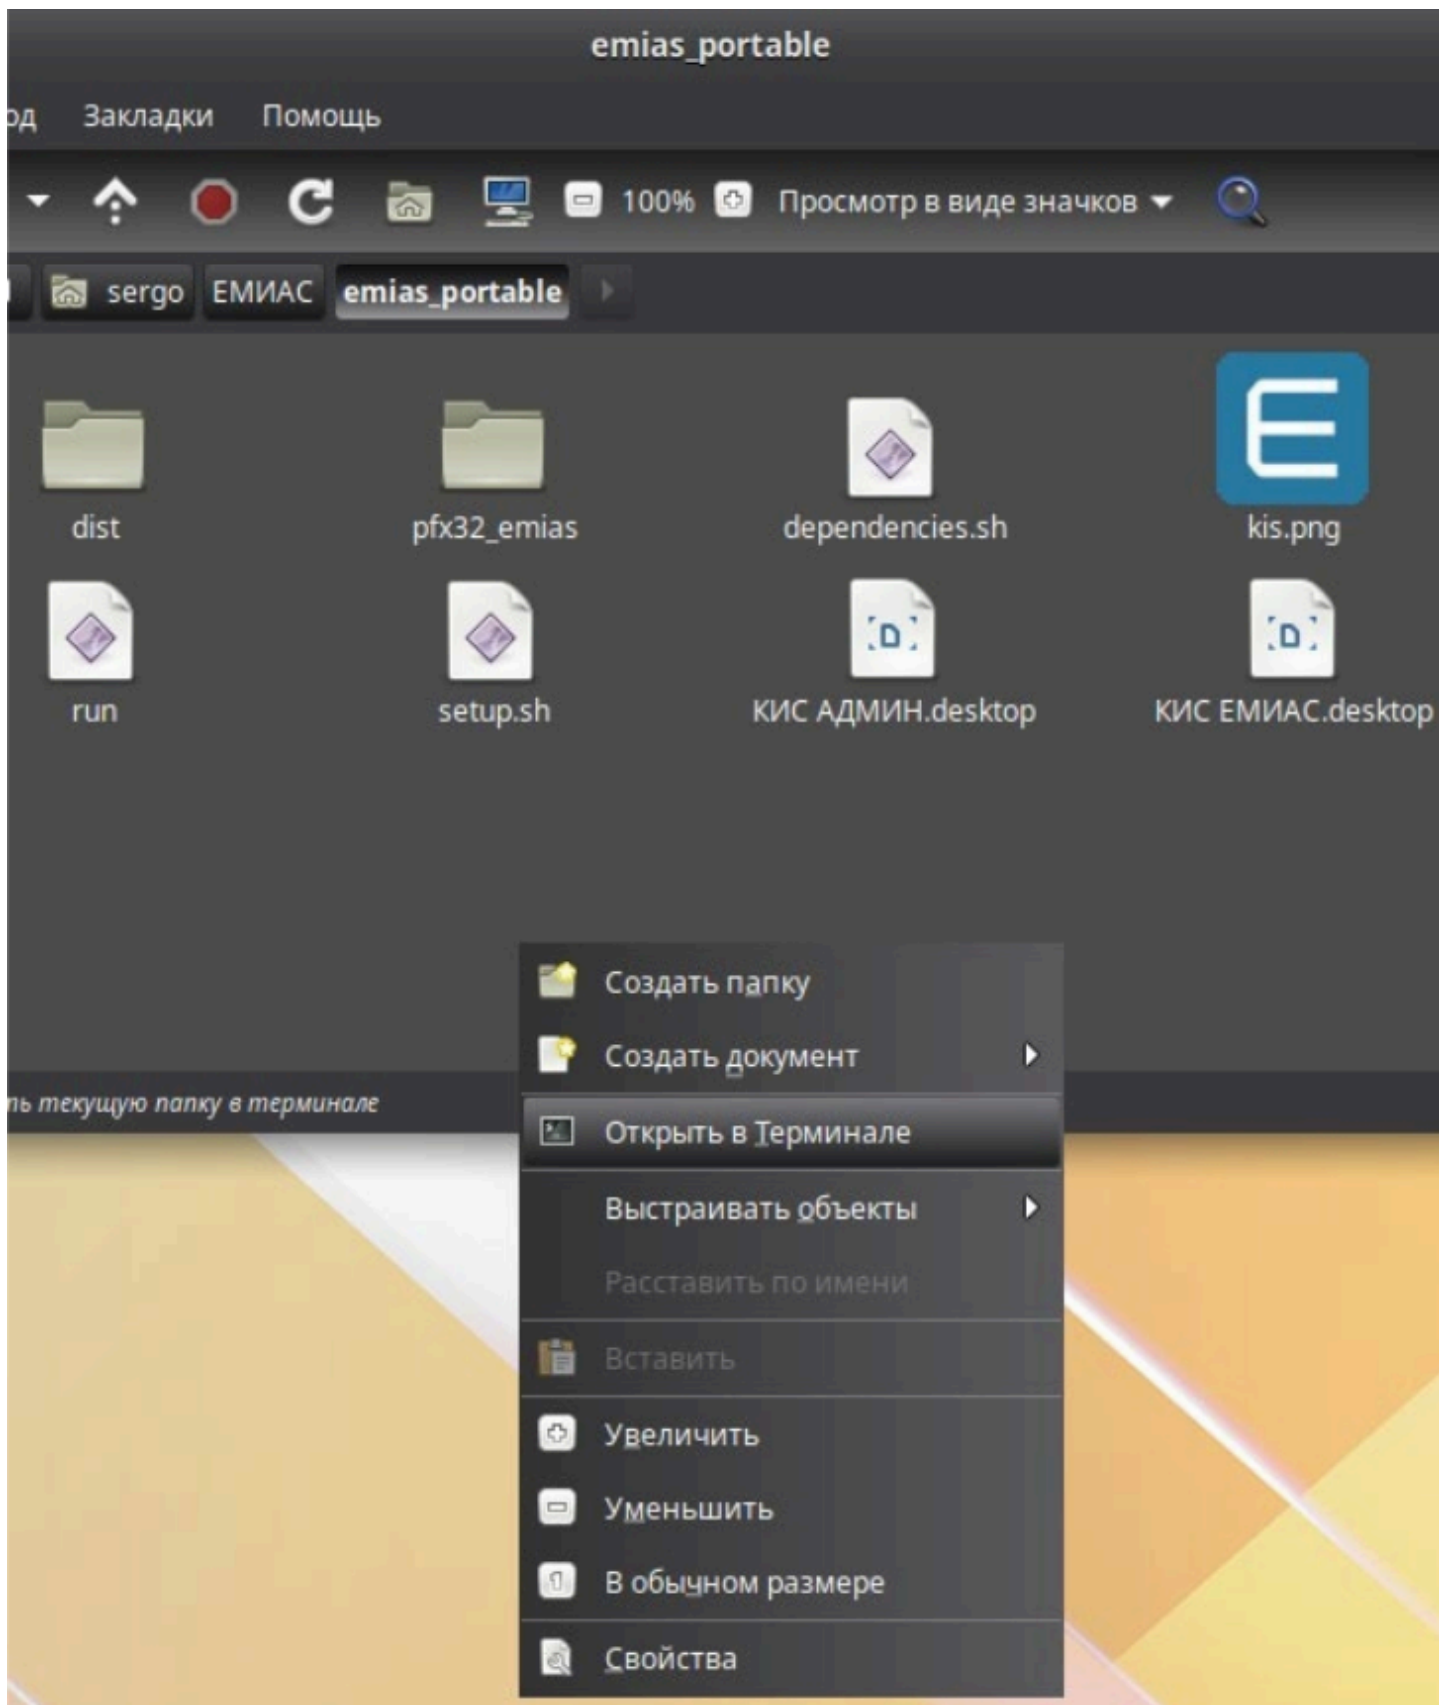 emias_portable
од Закладки Помощь
100% Просмотр в виде значков
sergo ЕМИАС emias_portable
dist pfx32_emias dependencies.sh kis.png
run setup.sh КИС АДМИН.desktop КИС ЕМИАС.desktop
Создать папку
Создать документ
ть текущую папку в терминале
Открыть в Терминале
Выстраивать объекты
Расставить по имени
Вставить
Увеличить
Уменьшить
В обычном размере
Свойства